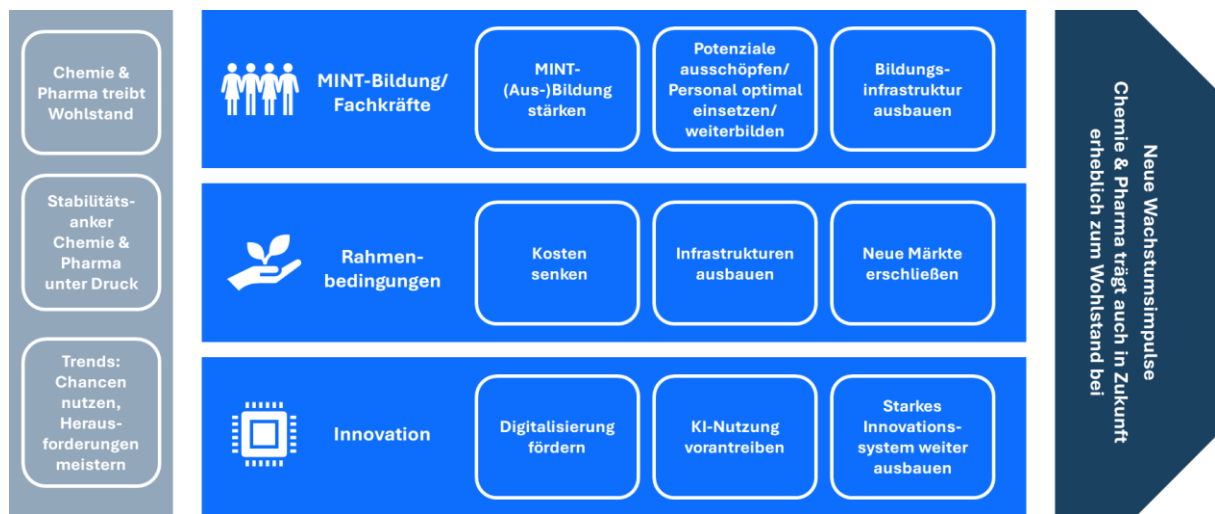 Chemie &
Pharma treibt
Wohlstand
Stabilitäts-
anker
Chemie &
Pharma
unter Druck
Trends:
Chancen
nutzen,
Heraus-
forderungen
meistern
MINT-Bildung/
Fachkräfte
MINT-
(Aus-)Bildung
stärken
Potenziale
ausschöpfen/
Personal optimal
einsetzen/
weiterbilden
Bildungs-
infrastruktur
ausbauen
Rahmen-
bedingungen
Kosten
senken
Infrastrukturen
ausbauen
Neue Märkte
erschließen
Innovation
Digitalisierung
fördern
KI-Nutzung
vorantreiben
Starkes
Innovations-
system weiter
ausbauen
Neue Wachstumsimpulse
Chemie & Pharma trägt auch in Zukunft
erheblich zum Wohlstand bei